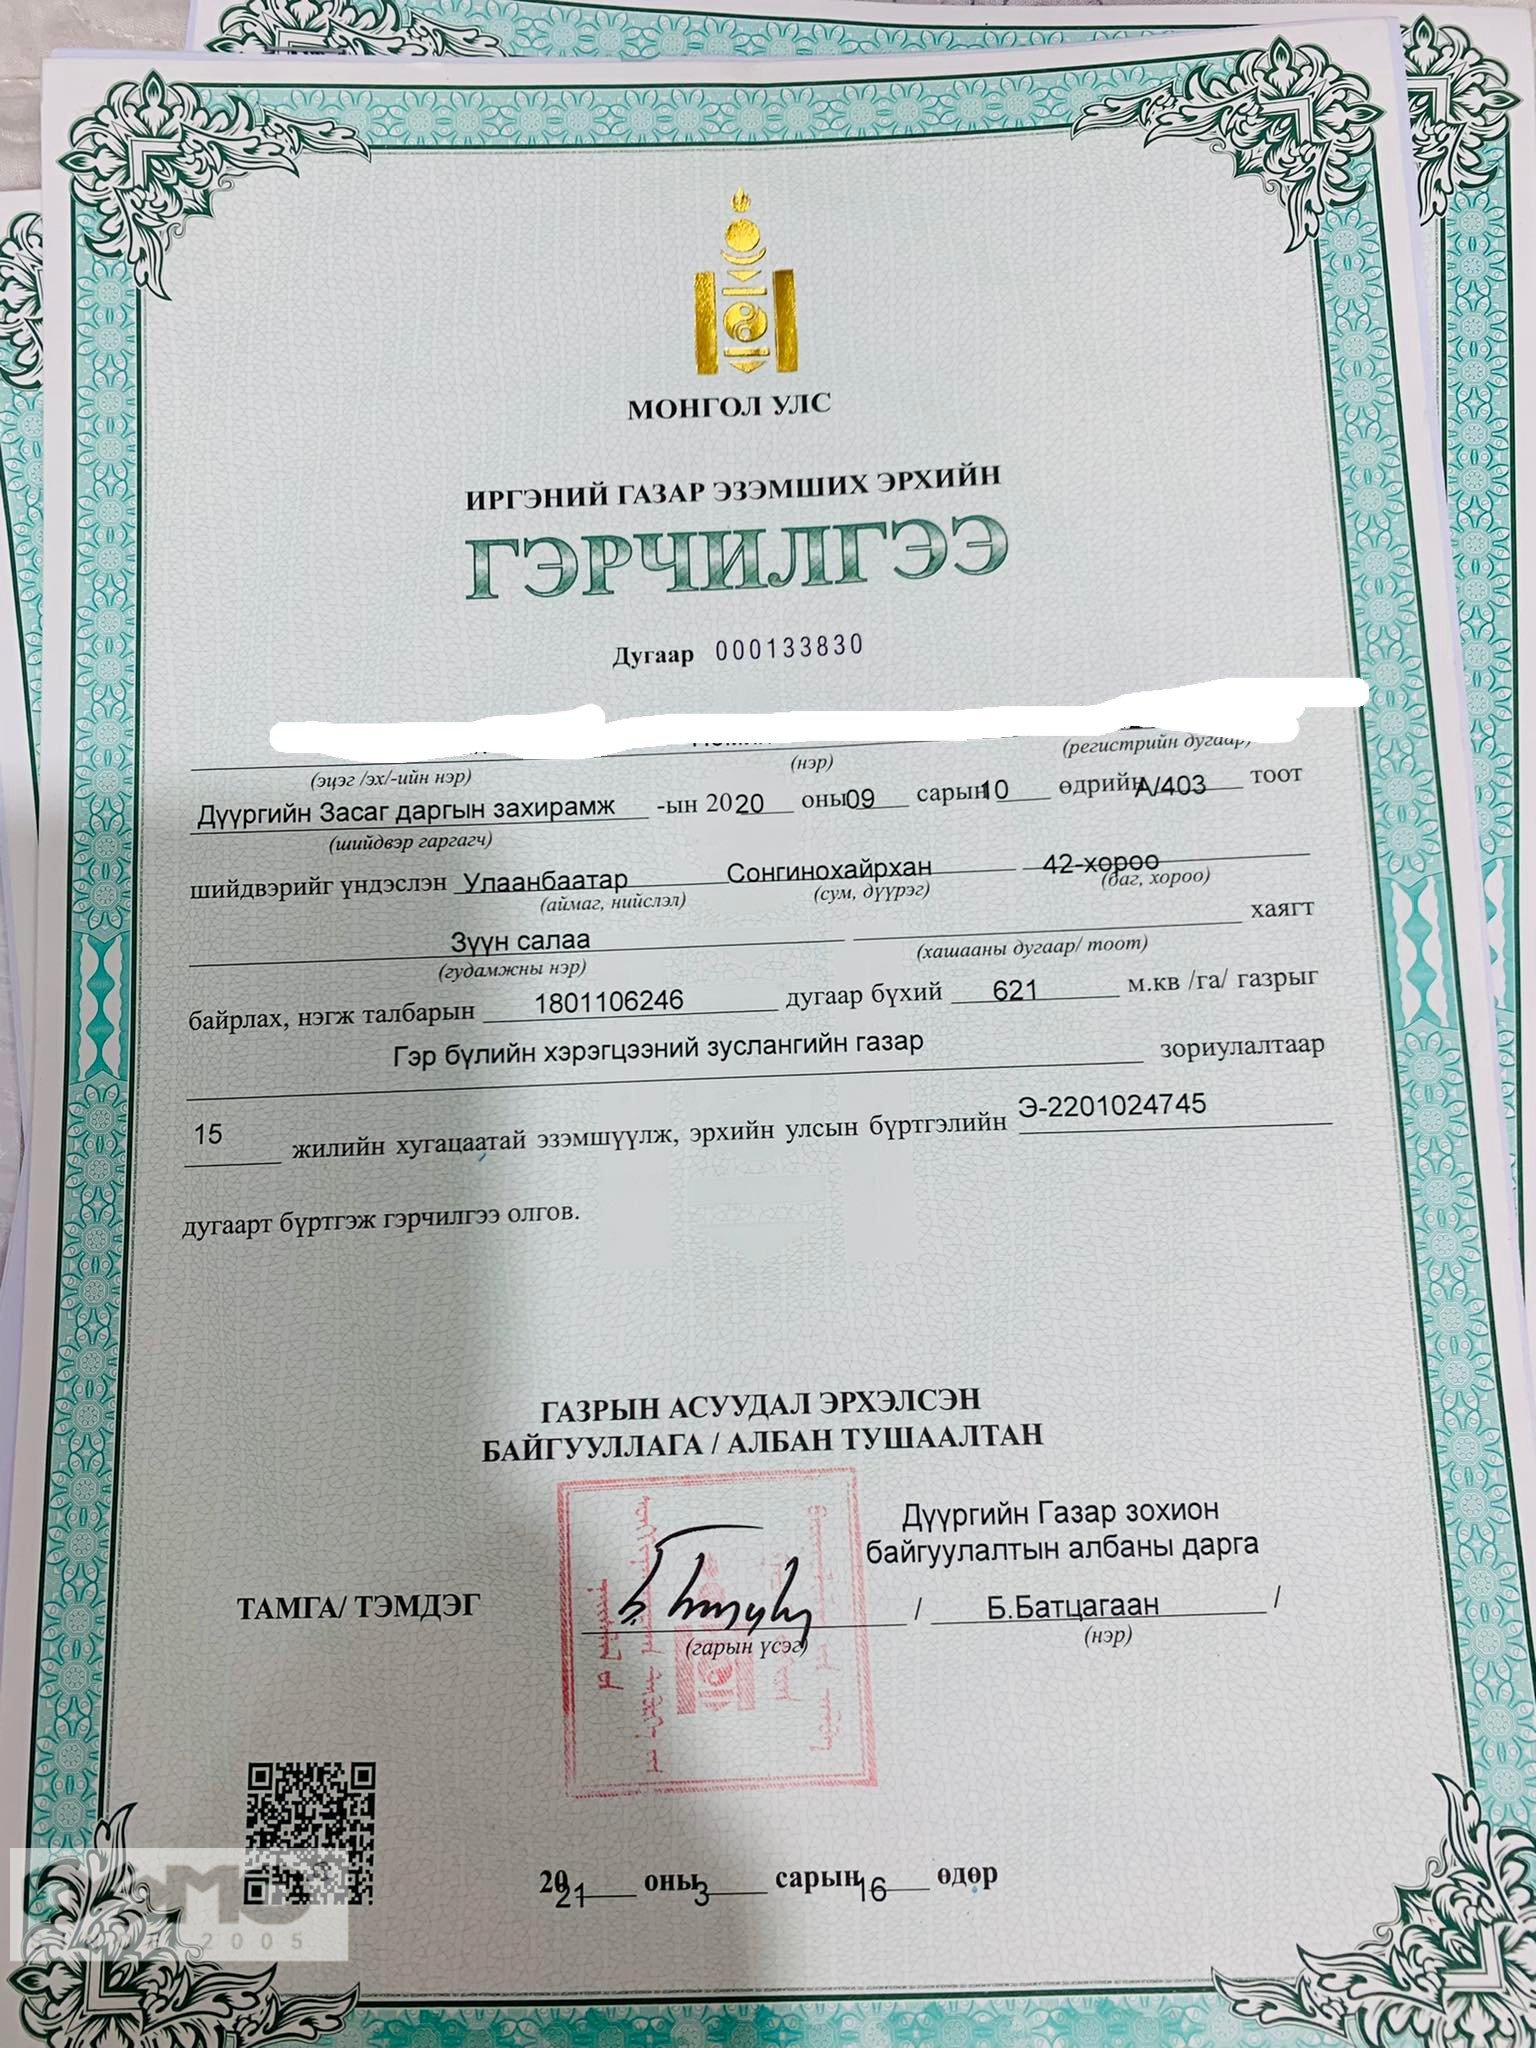 МОНГОЛ УЛС
ИРГЭНИЙ ГАЗАР ЭЗЭМШИХ ЭРХИЙН
ГЭРЧИЛГЭЭ
Дугаар 000133830
(эцэг /эх/-ийн нэр) (нэр) (регистрийн дугаар)
Дүүргийн Засаг даргын захирамж -ын 2020 оны 09 сарын 10 өдрийн А/403 тоот
(шийдвэр гаргагч)
шийдвэрийг үндэслэн Улаанбаатар Сонгинохайрхан 42-хороо
(аймаг, нийслэл) (сум, дүүрэг) (баг, хороо)
Зүүн салаа хаягт
(гудамжны нэр) (хашааны дугаар/ тоот)
байрлах, нэгж талбарын 1801106246 дугаар бүхий 621 м.кв /га/ газрыг
Гэр бүлийн хэрэгцээний зуслангийн газар зориулалтаар
15 жилийн хугацаатай эзэмшүүлж, эрхийн улсын бүртгэлийн Э-2201024745
дугаарт бүртгэж гэрчилгээ олгов.
ГАЗРЫН АСУУДАЛ ЭРХЭЛСЭН
БАЙГУУЛЛАГА / АЛБАН ТУШААЛТАН
Дүүргийн Газар зохион
байгуулалтын албаны дарга
ТАМГА/ ТЭМДЭГ / Б.Батцагаан /
(гарын үсэг) (нэр)
2021 оны 3 сарын 16 өдөр
2005